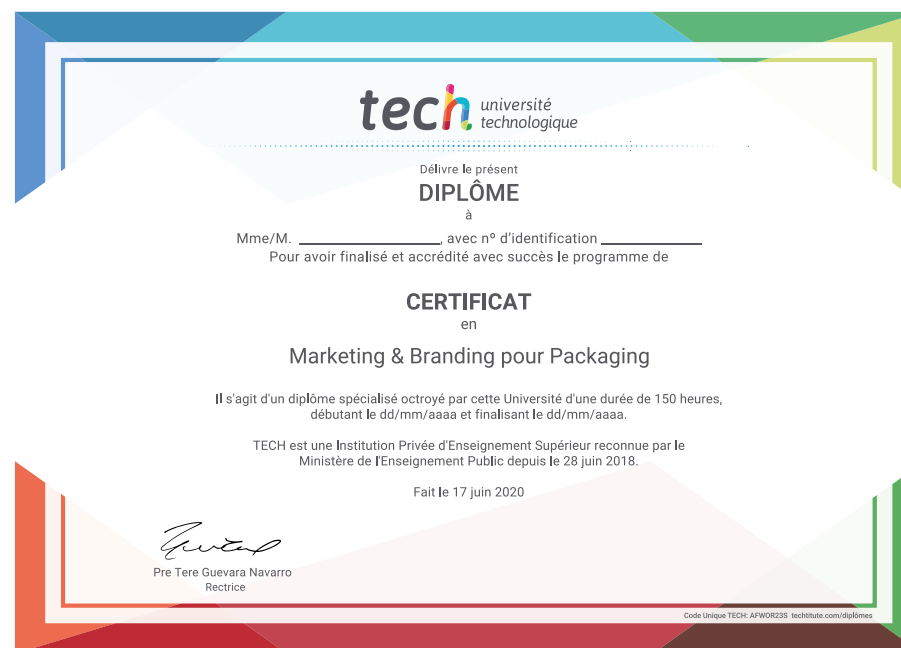 tech université
technologique
Délivre le présent
DIPLÔME
à
Mme/M. ____________________, avec nº d'identification ______________
Pour avoir finalisé et accrédité avec succès le programme de
CERTIFICAT
en
Marketing & Branding pour Packaging
Il s'agit d'un diplôme spécialisé octroyé par cette Université d'une durée de 150 heures,
débutant le dd/mm/aaaa et finalisant le dd/mm/aaaa.
TECH est une Institution Privée d'Enseignement Supérieur reconnue par le
Ministère de l'Enseignement Public depuis le 28 juin 2018.
Fait le 17 juin 2020
Pre Tere Guevara Navarro
Rectrice
Code Unique TECH: AFWOR23S techtitute.com/diplômes